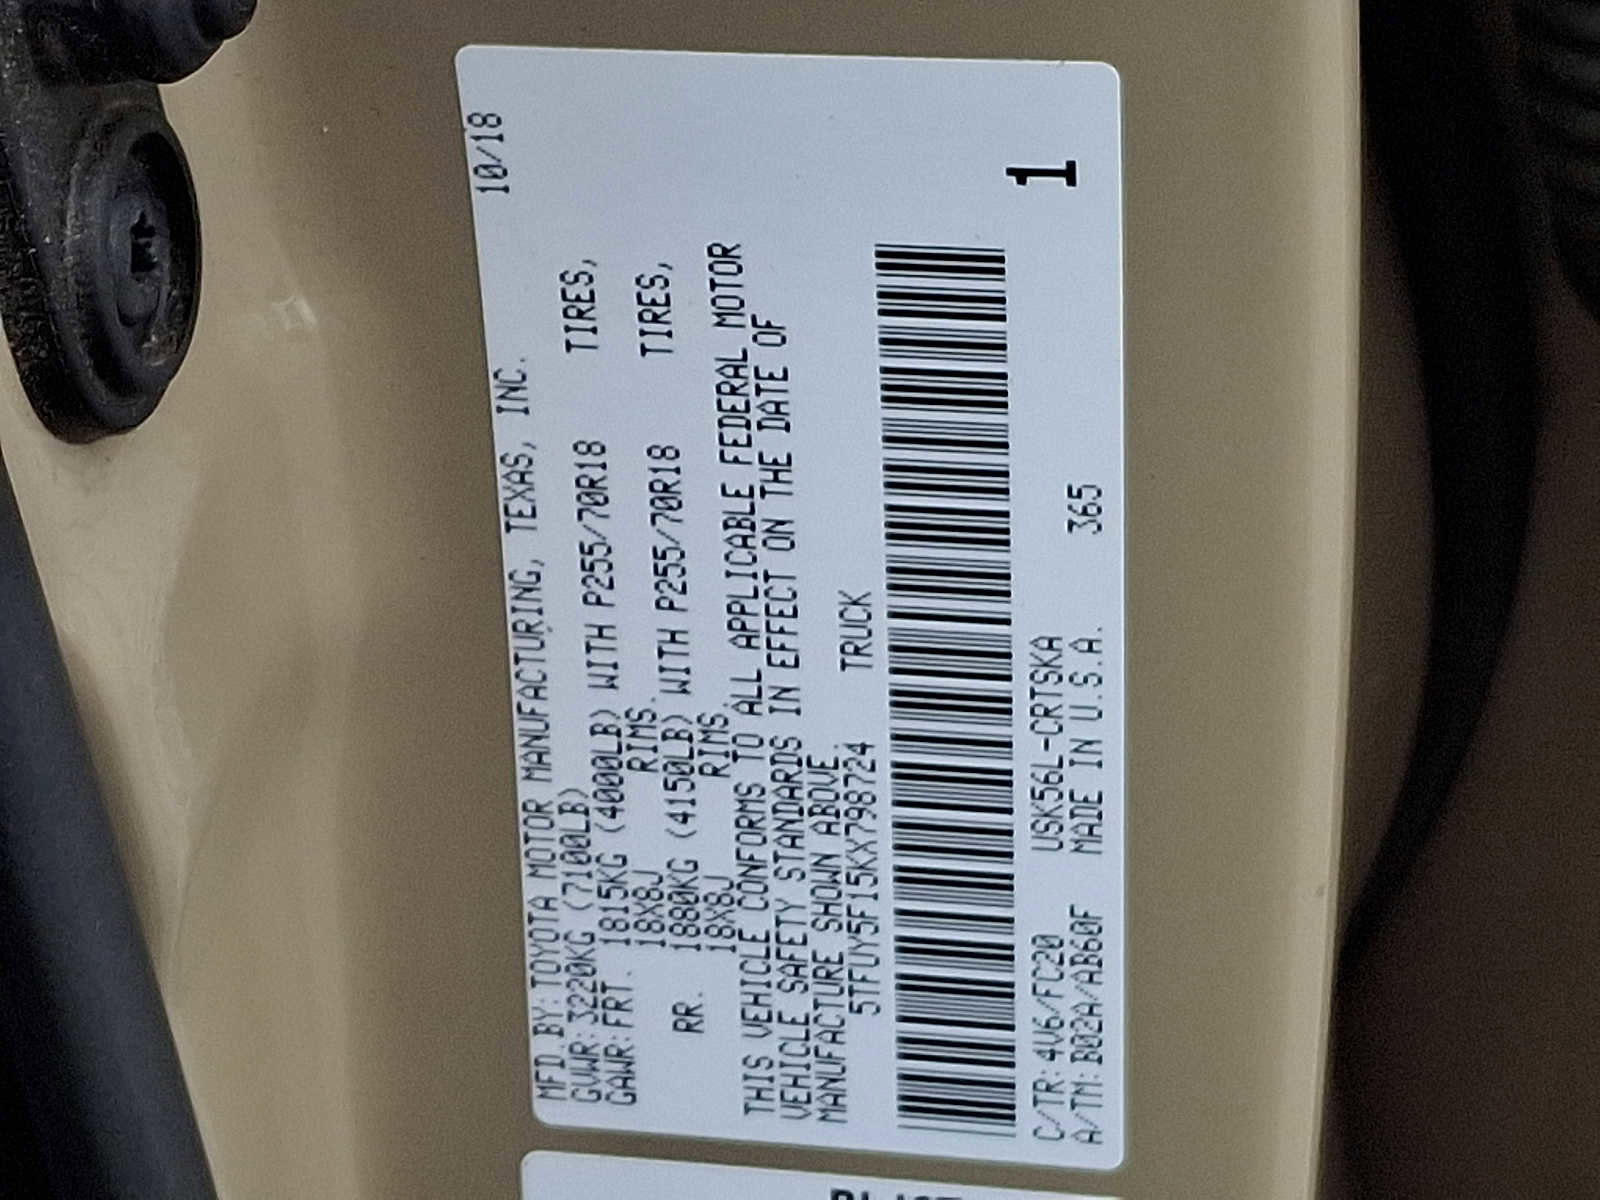 MFD BY: TOYOTA MOTOR MANUFACTURING, TEXAS, INC. 10/18
GVWR: 3220KG (7100LB)
GAWR: FRT. 1815KG (4000LB) WITH P255/70R18 TIRES,
18X8J RIMS.
RR. 1880KG (4150LB) WITH P255/70R18 TIRES,
18X8J RIMS.
THIS VEHICLE CONFORMS TO ALL APPLICABLE FEDERAL MOTOR
VEHICLE SAFETY STANDARDS IN EFFECT ON THE DATE OF
MANUFACTURE SHOWN ABOVE.
5TFUY5F15KX798724 TRUCK
C/TR: 4V6/FC20 USK56L-CRTSKA 1
A/TM: B02A/AB60F MADE IN U.S.A. 365